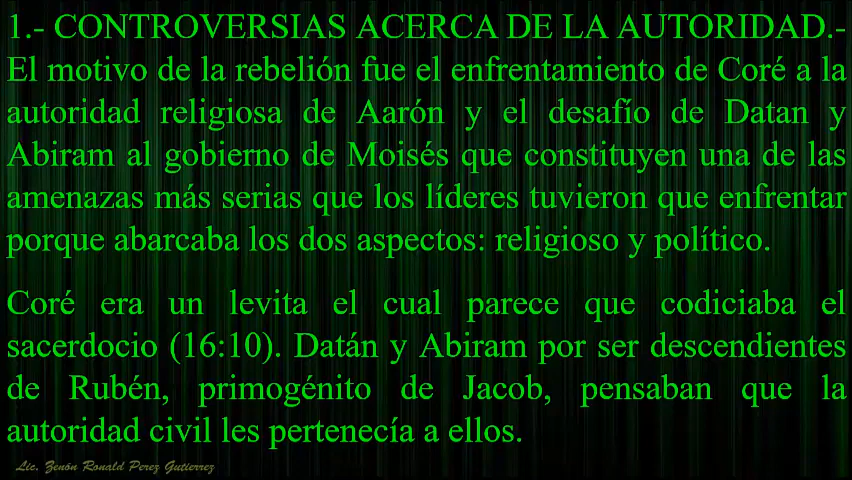 1.- CONTROVERSIAS ACERCA DE LA AUTORIDAD.-
El motivo de la rebelión fue el enfrentamiento de Coré a la
autoridad religiosa de Aarón y el desafío de Datan y
Abiram al gobierno de Moisés que constituyen una de las
amenazas más serias que los líderes tuvieron que enfrentar
porque abarcaba los dos aspectos: religioso y político.
Coré era un levita el cual parece que codiciaba el
sacerdocio (16:10). Datán y Abiram por ser descendientes
de Rubén, primogénito de Jacob, pensaban que la
autoridad civil les pertenecía a ellos.
Lic. Zenón Ronald Perez Gutierrez